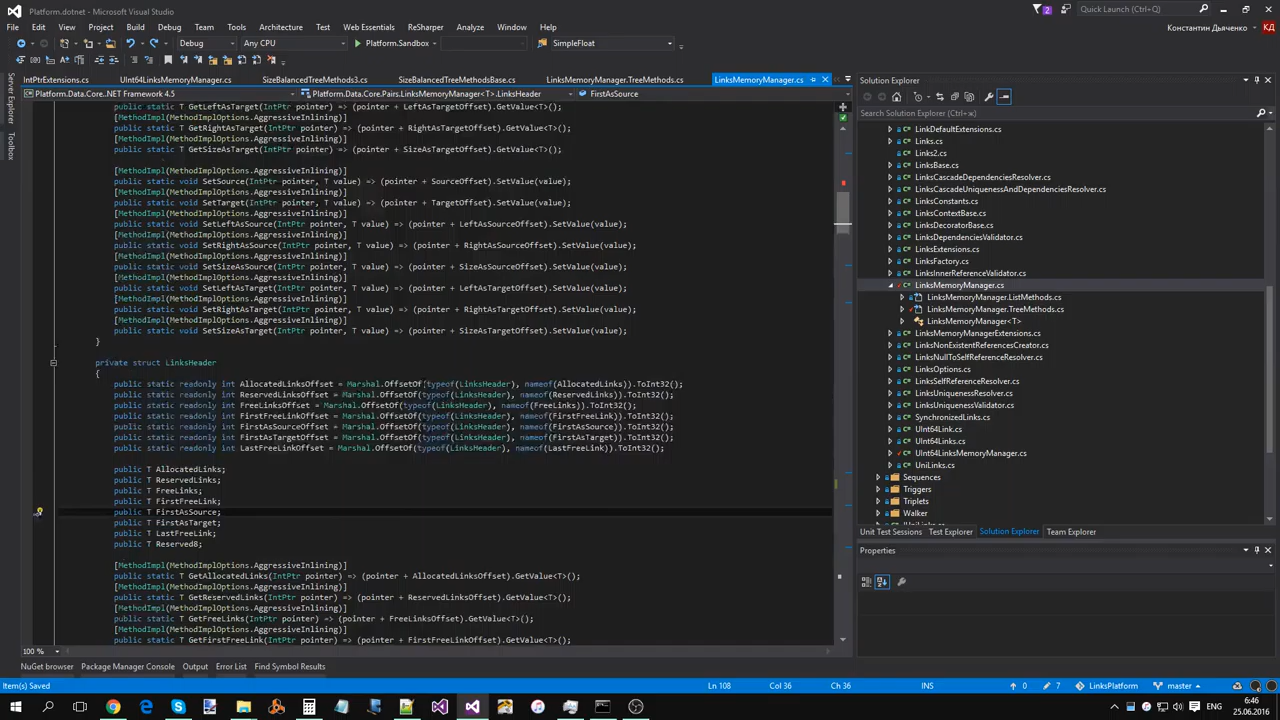 Platform.dotnet - Microsoft Visual Studio
2
Quick Launch (Ctrl+Q)
File Edit View Project Build Debug Team Tools Architecture Test Web Essentials ReSharper Analyze Window Help
Константин Дьяченко КД
Debug Any CPU Platform.Sandbox SimpleFloat
IntPtrExtensions.cs UInt64LinksMemoryManager.cs SizeBalancedTreeMethods3.cs SizeBalancedTreeMethodsBase.cs LinksMemoryManager.TreeMethods.cs LinksMemoryManager.cs
Platform.Data.Core..NET Framework 4.5 Platform.Data.Core.Pairs.LinksMemoryManager<T>.LinksHeader FirstAsSource
Server Explorer
Toolbox
public static T GetLeftAsTarget(IntPtr pointer) => (pointer + LeftAsTargetOffset).GetValue<T>();
[MethodImpl(MethodImplOptions.AggressiveInlining)]
public static T GetRightAsTarget(IntPtr pointer) => (pointer + RightAsTargetOffset).GetValue<T>();
[MethodImpl(MethodImplOptions.AggressiveInlining)]
public static T GetSizeAsTarget(IntPtr pointer) => (pointer + SizeAsTargetOffset).GetValue<T>();
[MethodImpl(MethodImplOptions.AggressiveInlining)]
public static void SetSource(IntPtr pointer, T value) => (pointer + SourceOffset).SetValue(value);
[MethodImpl(MethodImplOptions.AggressiveInlining)]
public static void SetTarget(IntPtr pointer, T value) => (pointer + TargetOffset).SetValue(value);
[MethodImpl(MethodImplOptions.AggressiveInlining)]
public static void SetLeftAsSource(IntPtr pointer, T value) => (pointer + LeftAsSourceOffset).SetValue(value);
[MethodImpl(MethodImplOptions.AggressiveInlining)]
public static void SetRightAsSource(IntPtr pointer, T value) => (pointer + RightAsSourceOffset).SetValue(value);
[MethodImpl(MethodImplOptions.AggressiveInlining)]
public static void SetSizeAsSource(IntPtr pointer, T value) => (pointer + SizeAsSourceOffset).SetValue(value);
[MethodImpl(MethodImplOptions.AggressiveInlining)]
public static void SetLeftAsTarget(IntPtr pointer, T value) => (pointer + LeftAsTargetOffset).SetValue(value);
[MethodImpl(MethodImplOptions.AggressiveInlining)]
public static void SetRightAsTarget(IntPtr pointer, T value) => (pointer + RightAsTargetOffset).SetValue(value);
[MethodImpl(MethodImplOptions.AggressiveInlining)]
public static void SetSizeAsTarget(IntPtr pointer, T value) => (pointer + SizeAsTargetOffset).SetValue(value);
}
private struct LinksHeader
{
public static readonly int AllocatedLinksOffset = Marshal.OffsetOf(typeof(LinksHeader), nameof(AllocatedLinks)).ToInt32();
public static readonly int ReservedLinksOffset = Marshal.OffsetOf(typeof(LinksHeader), nameof(ReservedLinks)).ToInt32();
public static readonly int FreeLinksOffset = Marshal.OffsetOf(typeof(LinksHeader), nameof(FreeLinks)).ToInt32();
public static readonly int FirstFreeLinkOffset = Marshal.OffsetOf(typeof(LinksHeader), nameof(FirstFreeLink)).ToInt32();
public static readonly int FirstAsSourceOffset = Marshal.OffsetOf(typeof(LinksHeader), nameof(FirstAsSource)).ToInt32();
public static readonly int FirstAsTargetOffset = Marshal.OffsetOf(typeof(LinksHeader), nameof(FirstAsTarget)).ToInt32();
public static readonly int LastFreeLinkOffset = Marshal.OffsetOf(typeof(LinksHeader), nameof(LastFreeLink)).ToInt32();
public T AllocatedLinks;
public T ReservedLinks;
public T FreeLinks;
public T FirstFreeLink;
public T FirstAsSource;
public T FirstAsTarget;
public T LastFreeLink;
public T Reserved8;
[MethodImpl(MethodImplOptions.AggressiveInlining)]
public static T GetAllocatedLinks(IntPtr pointer) => (pointer + AllocatedLinksOffset).GetValue<T>();
[MethodImpl(MethodImplOptions.AggressiveInlining)]
public static T GetReservedLinks(IntPtr pointer) => (pointer + ReservedLinksOffset).GetValue<T>();
[MethodImpl(MethodImplOptions.AggressiveInlining)]
public static T GetFreeLinks(IntPtr pointer) => (pointer + FreeLinksOffset).GetValue<T>();
[MethodImpl(MethodImplOptions.AggressiveInlining)]
public static T GetFirstFreeLink(IntPtr pointer) => (pointer + FirstFreeLinkOffset).GetValue<T>();
100 %
Solution Explorer
Search Solution Explorer (Ctrl+ж)
LinkDefaultExtensions.cs
Links.cs
Links2.cs
LinksBase.cs
LinksCascadeDependenciesResolver.cs
LinksCascadeUniquenessAndDependenciesResolver.cs
LinksConstants.cs
LinksContextBase.cs
LinksDecoratorBase.cs
LinksDependenciesValidator.cs
LinksExtensions.cs
LinksFactory.cs
LinksInnerReferenceValidator.cs
LinksMemoryManager.cs
LinksMemoryManager.ListMethods.cs
LinksMemoryManager.TreeMethods.cs
LinksMemoryManager<T>
LinksMemoryManagerExtensions.cs
LinksNonExistentReferencesCreator.cs
LinksNullToSelfReferenceResolver.cs
LinksOptions.cs
LinksSelfReferenceResolver.cs
LinksUniquenessResolver.cs
LinksUniquenessValidator.cs
SynchronizedLinks.cs
UInt64Link.cs
UInt64Links.cs
UInt64LinksMemoryManager.cs
UniLinks.cs
Sequences
Triggers
Triplets
Walker
Unit Test Sessions Test Explorer Solution Explorer Team Explorer
Properties
NuGet browser Package Manager Console Output Error List Find Symbol Results
Item(s) Saved Ln 108 Col 36 Ch 36 INS 0 7 LinksPlatform master
ENG 6:46
25.06.2016